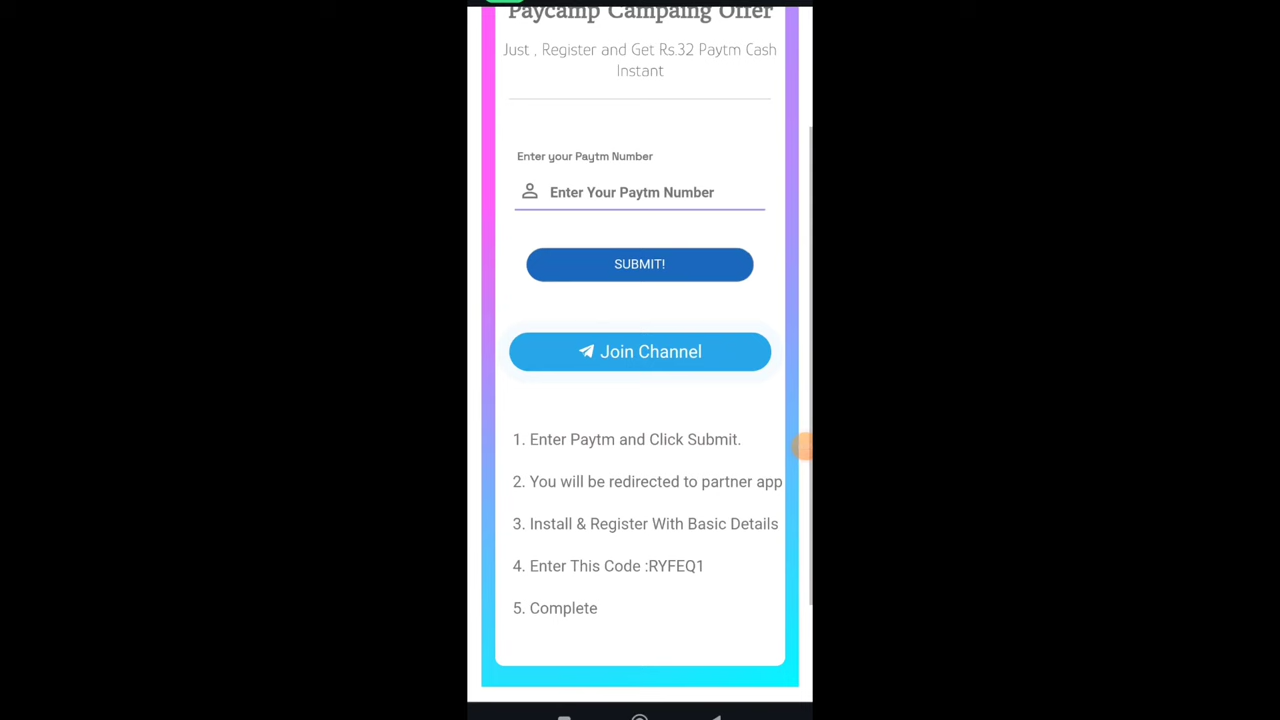 Paycamp Campaing Offer
Just , Register and Get Rs.32 Paytm Cash
Instant
Enter your Paytm Number
Enter Your Paytm Number
SUBMIT!
Join Channel
1. Enter Paytm and Click Submit.
2. You will be redirected to partner app
3. Install & Register With Basic Details
4. Enter This Code :RYFEQ1
5. Complete